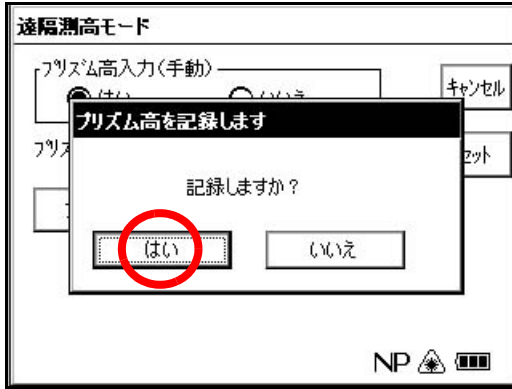 遠隔測高モード
プリズム高入力(手動)
キャンセル
プリズム高を記録します
記録しますか？
はい
いいえ
NP